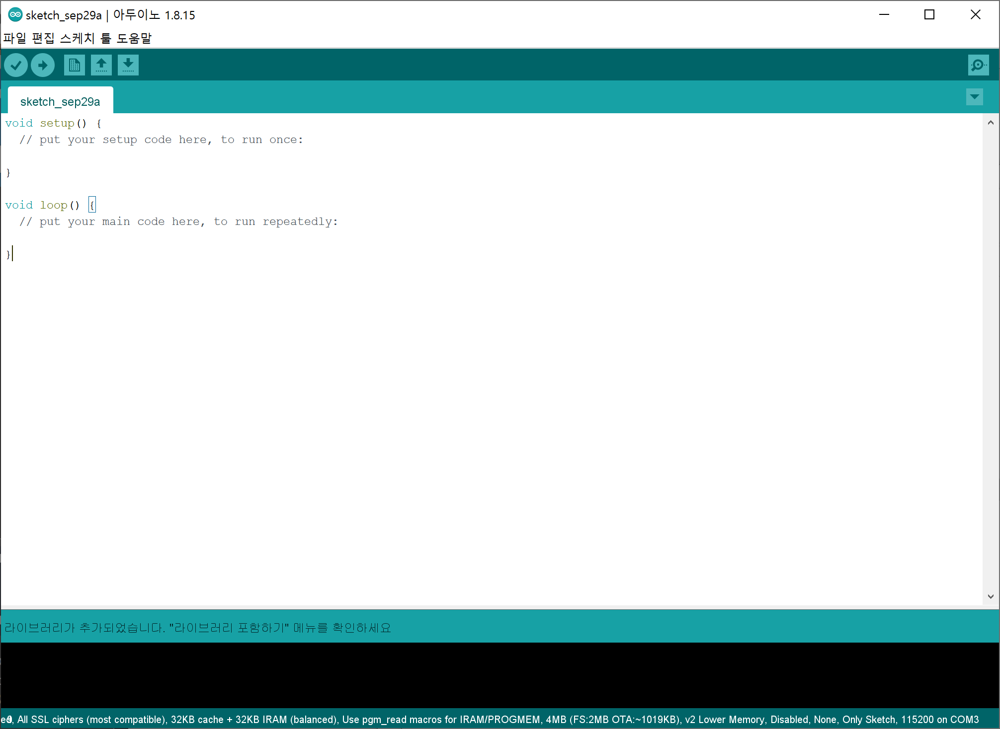 sketch_sep29a | 아두이노 1.8.15
파일 편집 스케치 툴 도움말
sketch_sep29a
void setup() {
  // put your setup code here, to run once:
}
void loop() {
  // put your main code here, to run repeatedly:
}
라이브러리가 추가되었습니다. "라이브러리 포함하기" 메뉴를 확인하세요
All SSL ciphers (most compatible), 32KB cache + 32KB IRAM (balanced), Use pgm_read macros for IRAM/PROGMEM, 4MB (FS:2MB OTA:~1019KB), v2 Lower Memory, Disabled, None, Only Sketch, 115200 on COM3